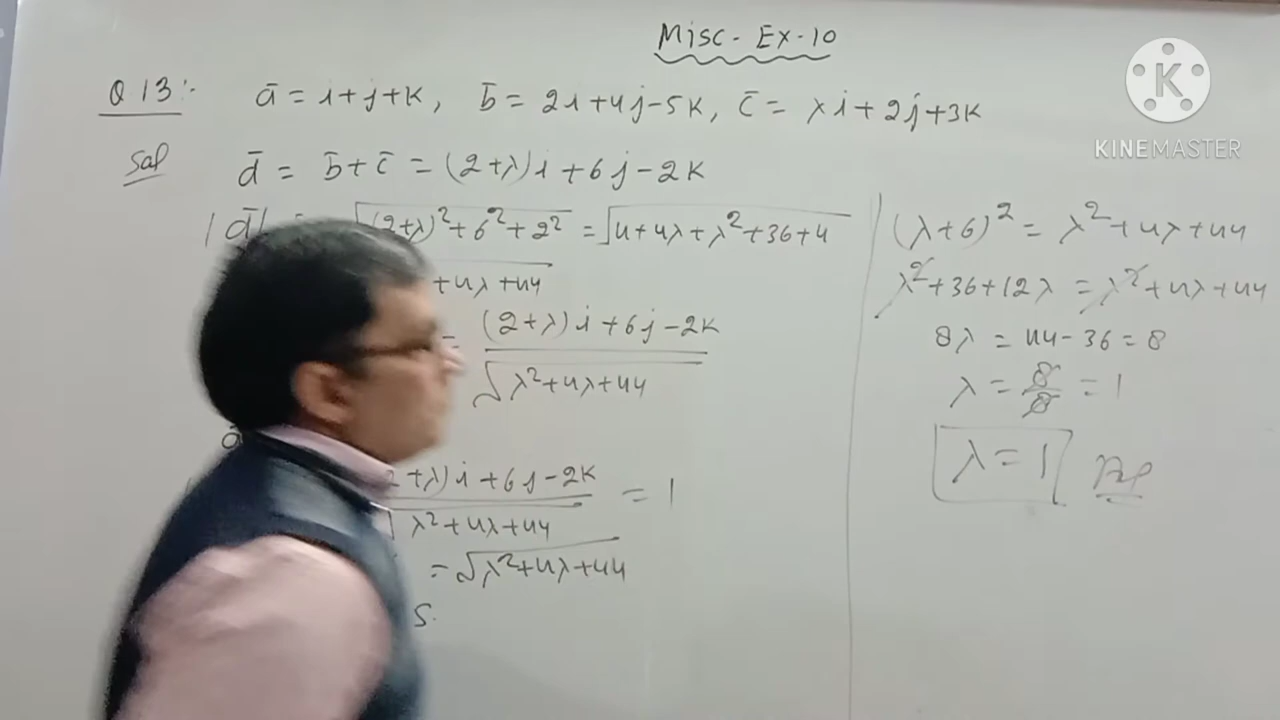 Misc - Ex-10
Q 13:- ā = i+j+k, b̄ = 2i+4j-5k, c̄ = λi+2j+3k
Sol d̄ = b̄+c̄ = (2+λ)i+6j-2k
|d̄| = √(2+λ)²+6²+2² = √4+4λ+λ²+36+4
+4λ+44
= (2+λ)i+6j-2k
√λ²+4λ+44
+λ)i+6j-2k = 1
λ²+4λ+44
= √λ²+4λ+44
S.
(λ+6)² = λ²+4λ+44
λ²+36+12λ = λ²+4λ+44
8λ = 44-36 = 8
λ = 8/8 = 1
λ = 1
K
KINEMASTER